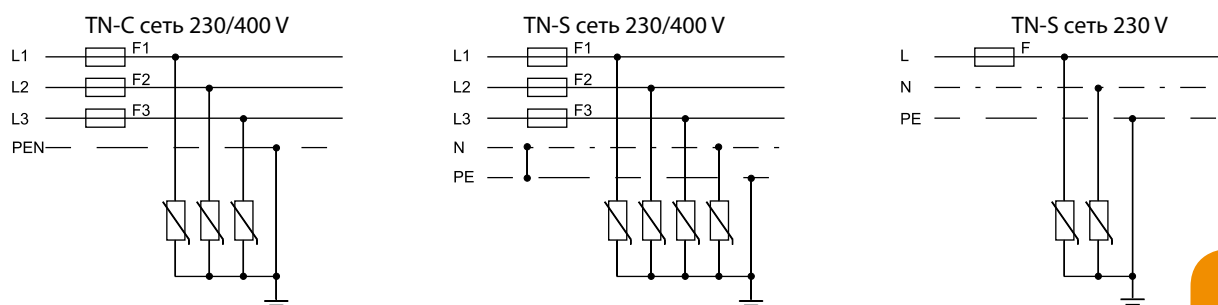 TN-C сеть 230/400 V
L1
F1
L2
F2
L3
F3
PEN
TN-S сеть 230/400 V
L1
F1
L2
F2
L3
F3
N
PE
TN-S сеть 230 V
L
F
N
PE